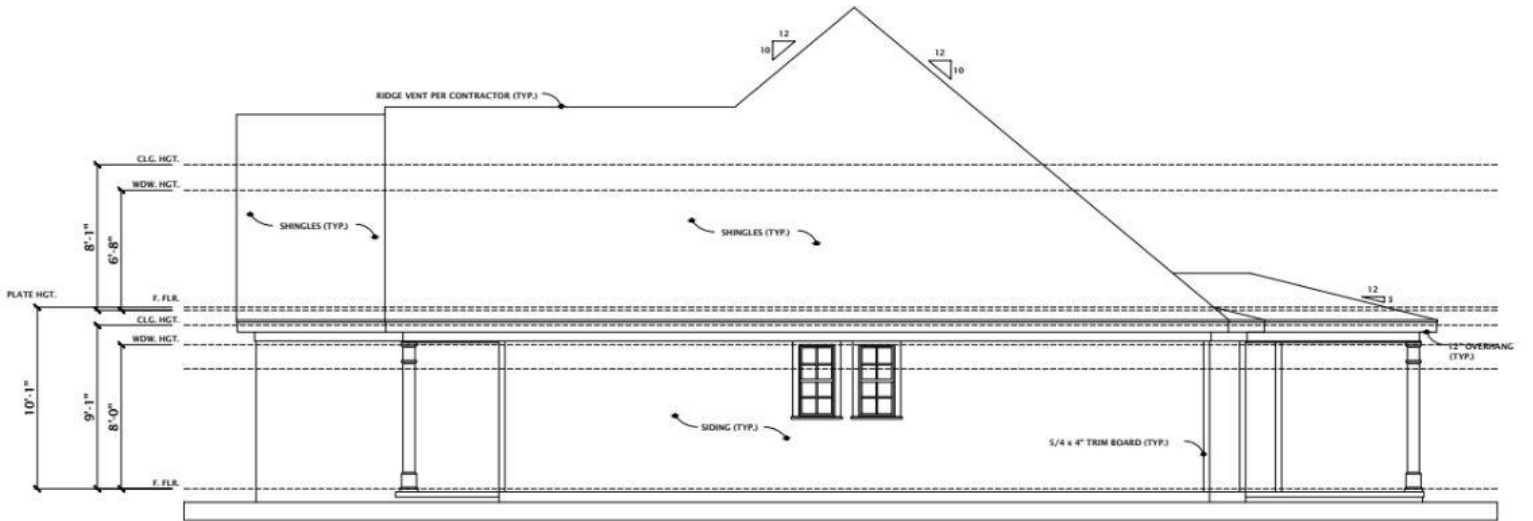 12
10
12
10
RIDGE VENT PER CONTRACTOR (TYP.)
CLG. HGT.
WDW. HGT.
8'-1"
6'-8"
SHINGLES (TYP.)
SHINGLES (TYP.)
PLATE HGT.
F. FLR.
12
3
CLG. HGT.
WDW. HGT.
12" OVERHANG
(TYP.)
10'-1"
9'-1"
8'-0"
SIDING (TYP.)
5/4 x 4" TRIM BOARD (TYP.)
F. FLR.